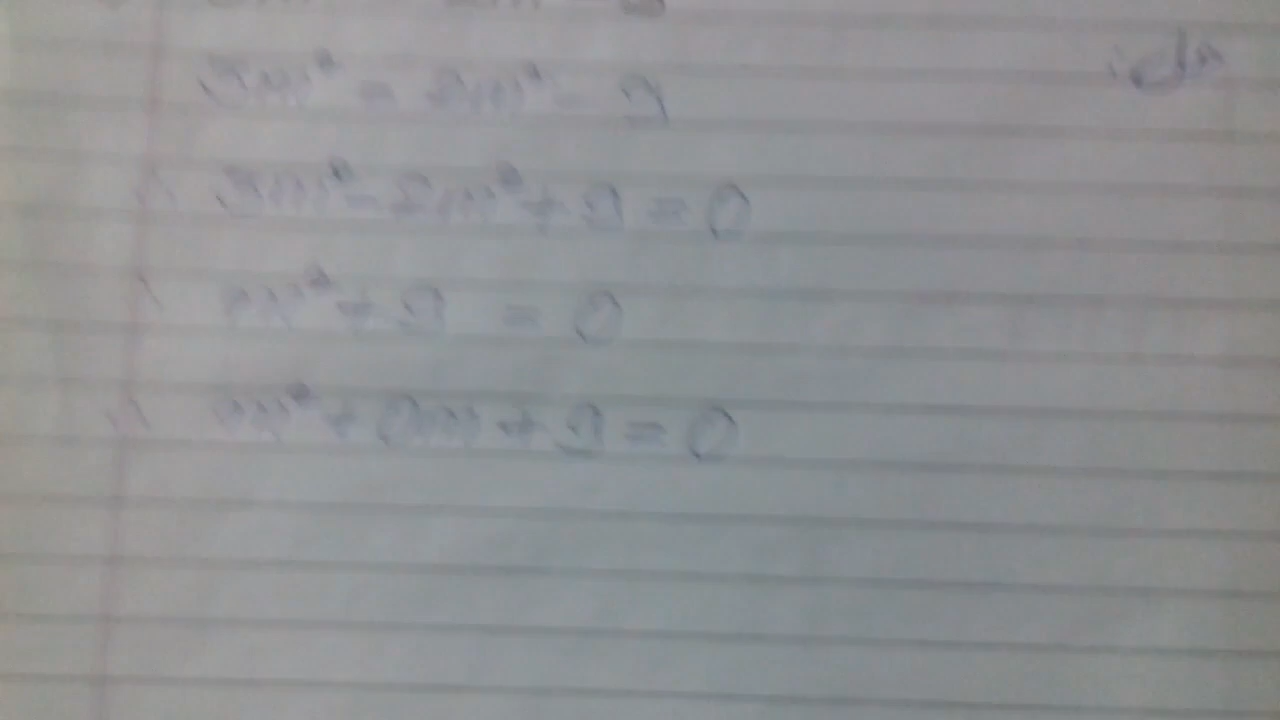 3m² = 2m² - 9
∴ 3m² - 2m² + 9 = 0
∴ m² + 9 = 0
∴ m² + 0m + 9 = 0